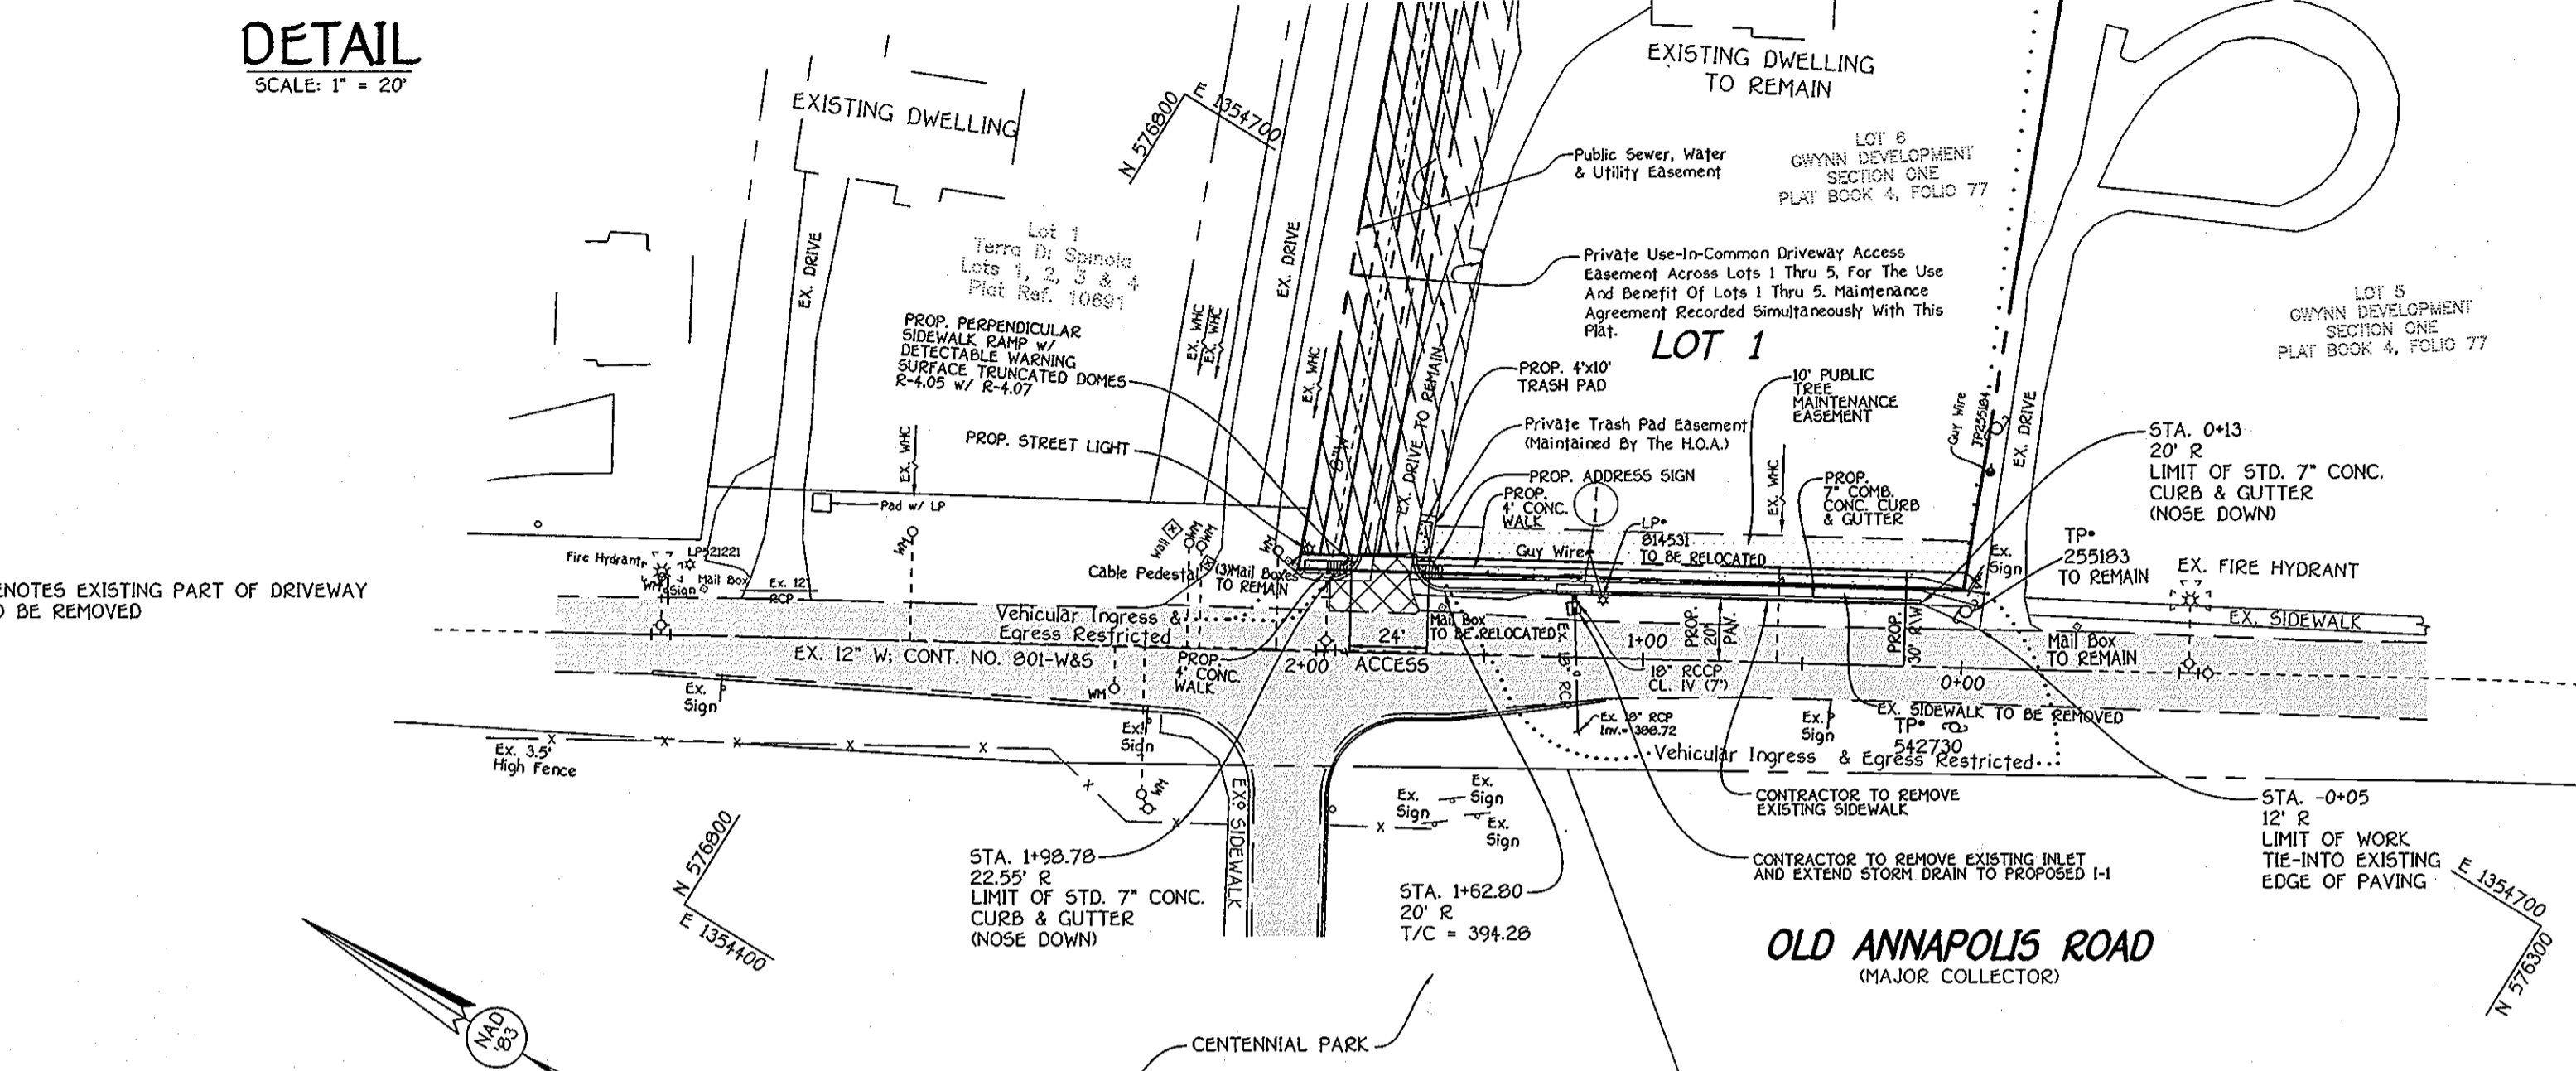 DETAIL
SCALE: 1" = 20'
EXISTING DWELLING
N 576800
E 1354700
EXISTING DWELLING
TO REMAIN
Public Sewer, Water
& Utility Easement
LOT 6
GWYNN DEVELOPMENT
SECTION ONE
PLAT BOOK 4, FOLIO 77
EX. DRIVE
Lot 1
Terra Di Spinola
Lots 1, 2, 3 & 4
Plat Ref. 10691
EX. WHC
EX. WHC
EX. DRIVE
EX. WHC
Private Use-In-Common Driveway Access
Easement Across Lots 1 Thru 5, For The Use
And Benefit Of Lots 1 Thru 5. Maintenance
Agreement Recorded Simultaneously With This
Plat.
LOT 1
LOT 5
GWYNN DEVELOPMENT
SECTION ONE
PLAT BOOK 4, FOLIO 77
PROP. PERPENDICULAR
SIDEWALK RAMP W/
DETECTABLE WARNING
SURFACE TRUNCATED DOMES
R-4.05 W/ R-4.07
PROP. STREET LIGHT
EX. WHC
Pad w/ LP
8"W
EX. DRIVE TO REMAIN
PROP. 4'x10'
TRASH PAD
Private Trash Pad Easement
(Maintained By The H.O.A.)
PROP. ADDRESS SIGN
PROP.
4' CONC.
WALK
10' PUBLIC
TREE
MAINTENANCE
EASEMENT
EX. WHC
PROP.
7" COMB.
CONC. CURB
& GUTTER
Guy Wire
TP255184
EX. DRIVE
STA. 0+13
20' R
LIMIT OF STD. 7" CONC.
CURB & GUTTER
(NOSE DOWN)
Fire Hydrant
LP521221
WM
Sign
Mail Box
Ex. 12"
RCP
WM
Wall
WM
WM
WM
Cable Pedestal
(3)Mail Boxes
TO REMAIN
Guy Wire
LP#
814531
TO BE RELOCATED
Ex.
Sign
TP#
255183
TO REMAIN
EX. FIRE HYDRANT
EX. SIDEWALK
ENOTES EXISTING PART OF DRIVEWAY
O BE REMOVED
Vehicular Ingress &
Egress Restricted
EX. 12" W; CONT. NO. 801-W&S
PROP.
4' CONC.
WALK
2+00
24'
ACCESS
Mail Box
TO BE RELOCATED
EX. 18" RCP
1+00
PROP.
20'
PAV.
18" RCCP
CL. IV (7')
PROP.
30' R/W
0+00
Mail Box
TO REMAIN
Ex.
Sign
WM
Ex.
Sign
Ex. 18" RCP
Inv.= 388.72
Ex.
Sign
EX. SIDEWALK TO BE REMOVED
TP#
542730
Vehicular Ingress & Egress Restricted
Ex. 3.5'
High Fence
WM
EX. SIDEWALK
Ex.
Sign
Ex.
Sign
Ex.
Sign
CONTRACTOR TO REMOVE
EXISTING SIDEWALK
CONTRACTOR TO REMOVE EXISTING INLET
AND EXTEND STORM DRAIN TO PROPOSED I-1
STA. -0+05
12' R
LIMIT OF WORK
TIE-INTO EXISTING
EDGE OF PAVING
N 576800
E 1354400
STA. 1+98.78
22.55' R
LIMIT OF STD. 7" CONC.
CURB & GUTTER
(NOSE DOWN)
STA. 1+62.80
20' R
T/C = 394.28
OLD ANNAPOLIS ROAD
(MAJOR COLLECTOR)
E 1354700
N 576300
NAD
'83
CENTENNIAL PARK